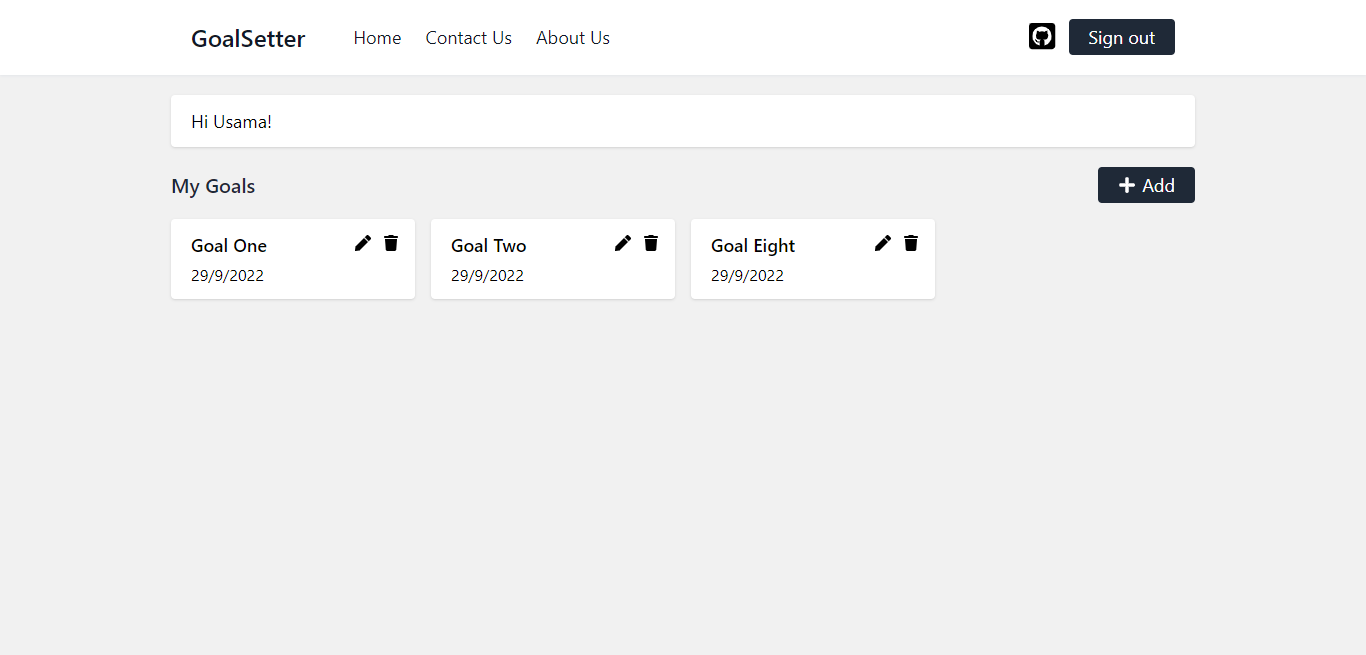 GoalSetter Home Contact Us About Us Sign out
Hi Usama!
My Goals Add
Goal One Goal Two Goal Eight
29/9/2022 29/9/2022 29/9/2022